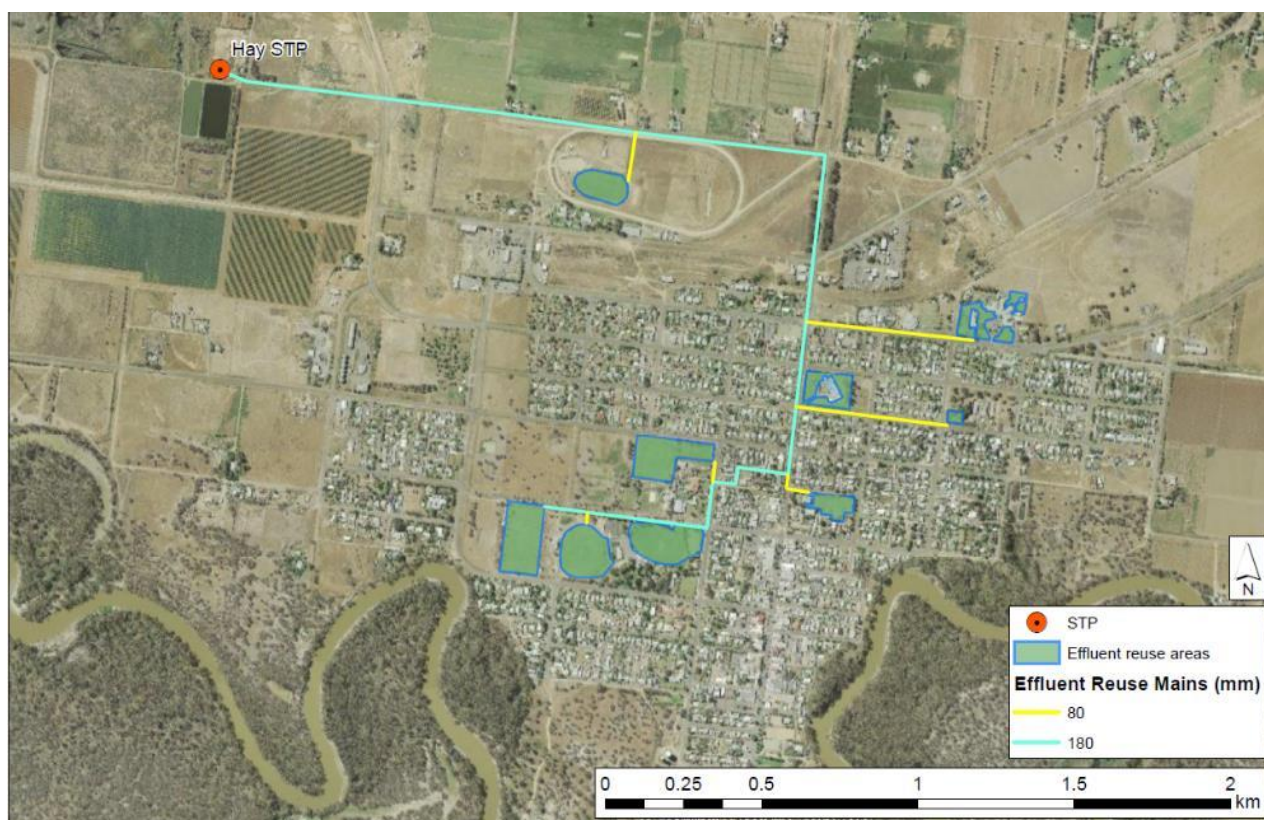 Hay STP
N
STP
Effluent reuse areas
Effluent Reuse Mains (mm)
80
180
0 0.25 0.5 1 1.5 2
km